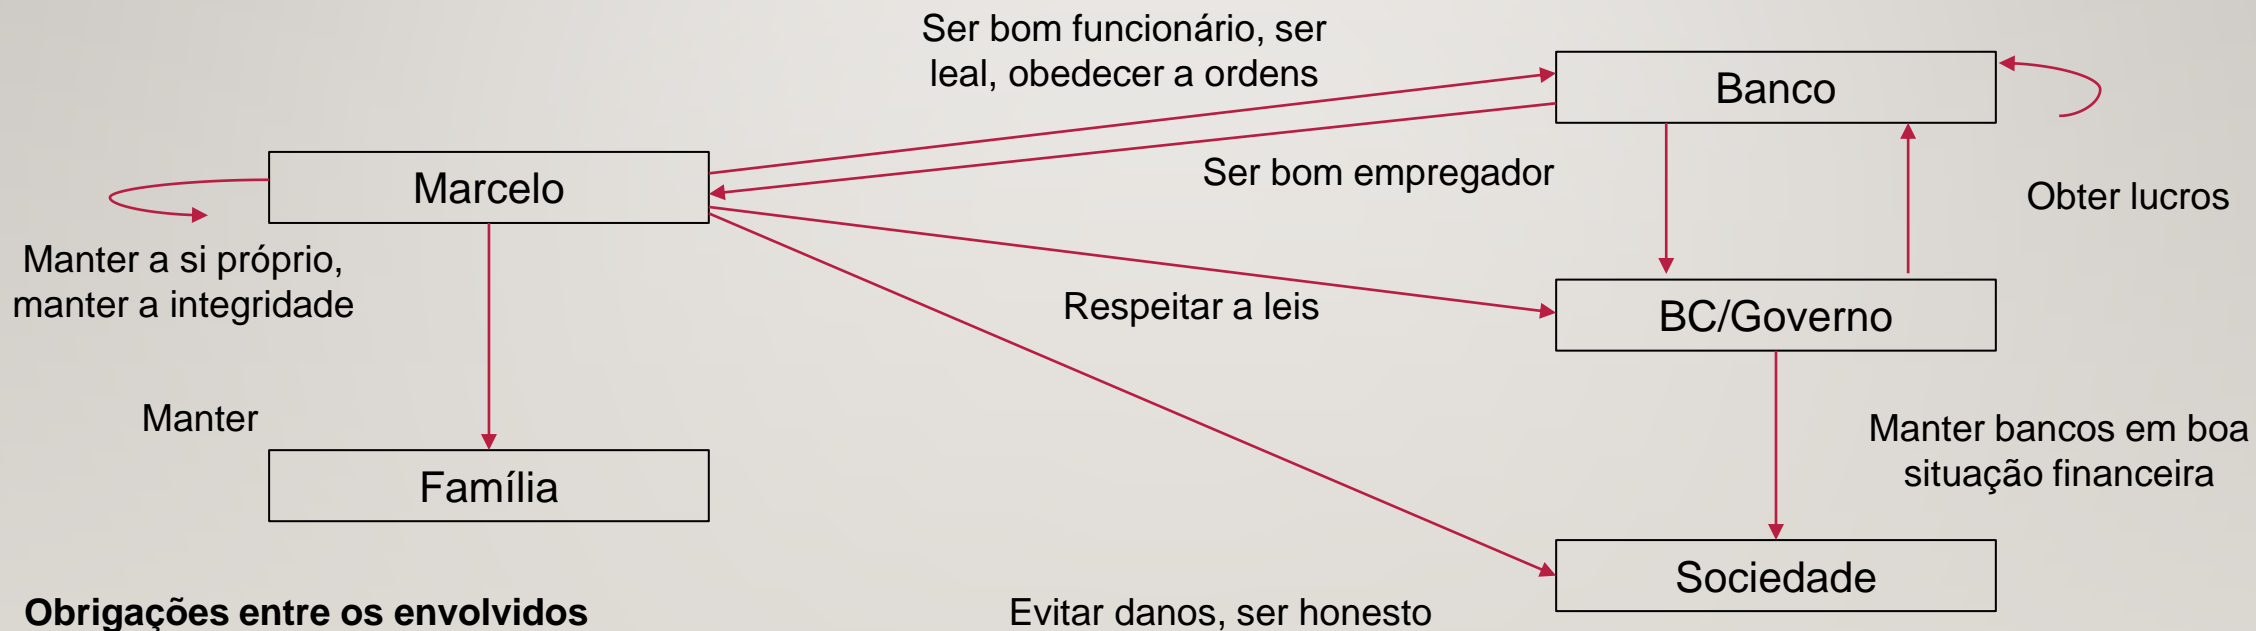 Ser bom funcionário, ser
leal, obedecer a ordens
Banco
Marcelo
Ser bom empregador
Obter lucros
Manter a si próprio,
manter a integridade
Respeitar a leis
BC/Governo
Manter
Manter bancos em boa
situação financeira
Família
Sociedade
Obrigações entre os envolvidos
Evitar danos, ser honesto